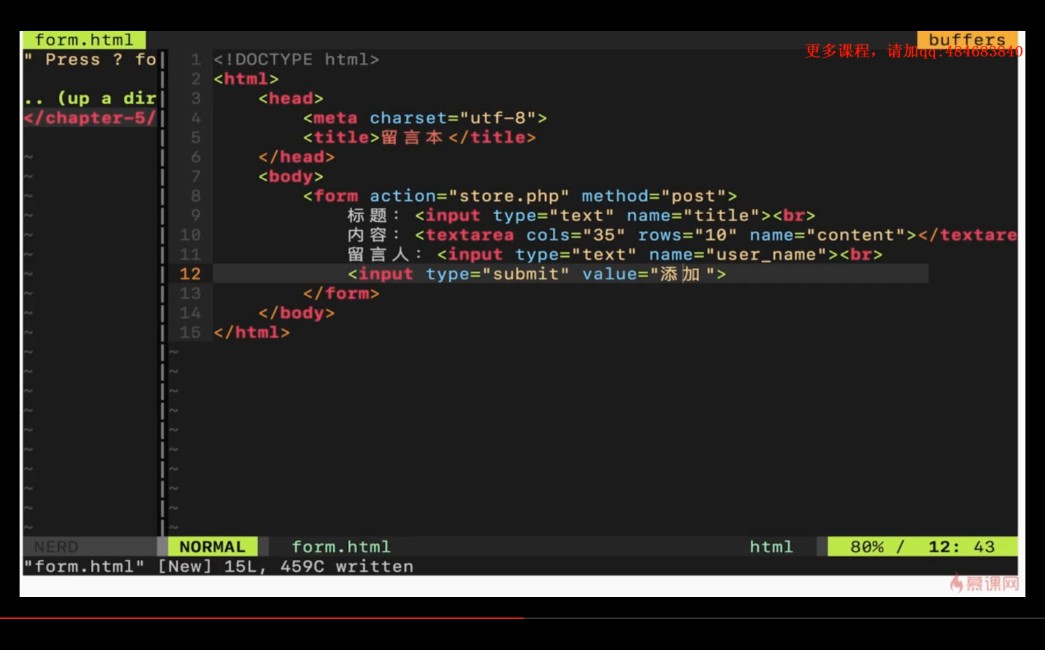 form.html
buffers
更多课程，请加qq:484683840
" Press ? fo
.. (up a dir
</chapter-5/
1 <!DOCTYPE html>
2 <html>
3 <head>
4 <meta charset="utf-8">
5 <title>留言本</title>
6 </head>
7 <body>
8 <form action="store.php" method="post">
9 标题：<input type="text" name="title"><br>
10 内容：<textarea cols="35" rows="10" name="content"></textare
11 留言人：<input type="text" name="user_name"><br>
12 <input type="submit" value="添加">
13 </form>
14 </body>
15 </html>
NERD
NORMAL form.html html 80% / 12: 43
"form.html" [New] 15L, 459C written
慕课网